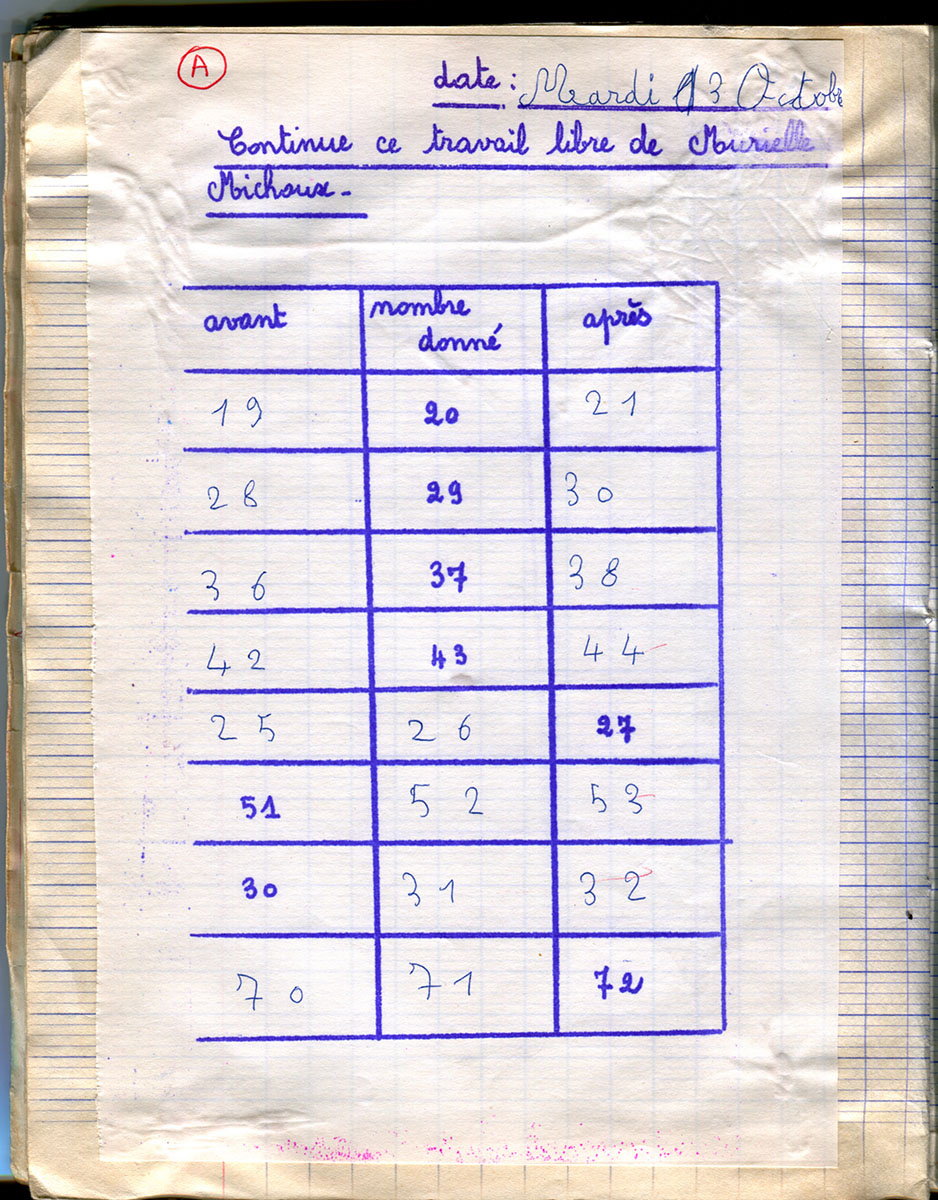 A
date : Mardi 13 Octobre
Continue ce travail libre de Murielle
Michaux -
avant nombre donné après
19 20 21
28 29 30
36 37 38
42 43 44
25 26 27
51 52 53
30 31 32
70 71 72